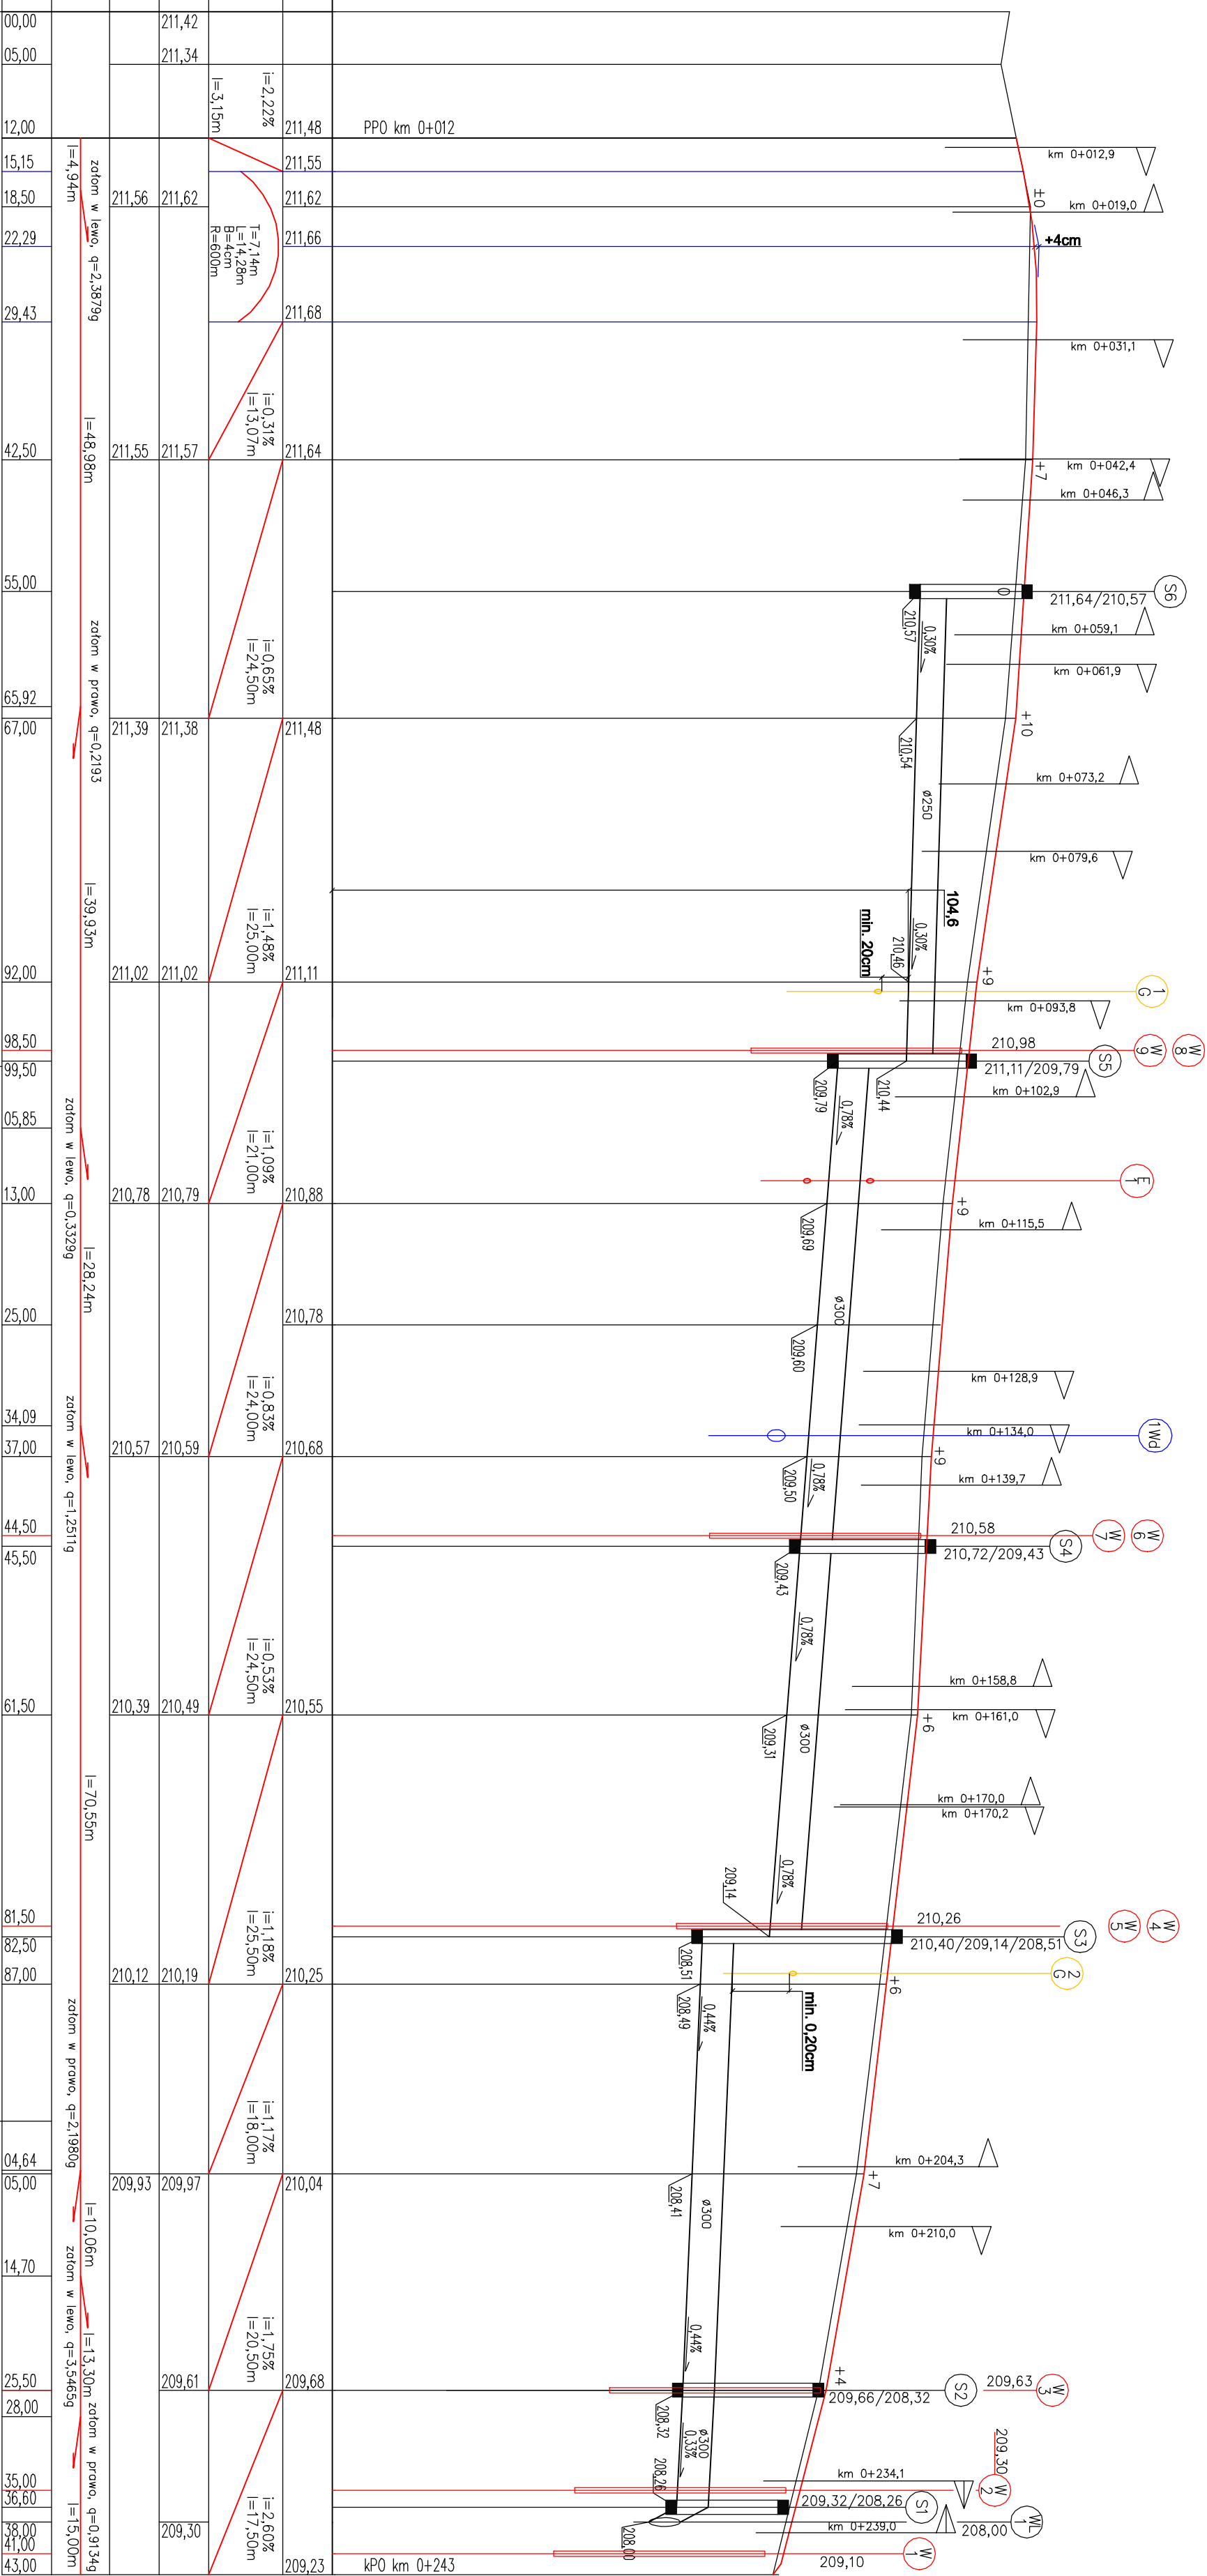 00,00
211,42
05,00
211,34
i=2,22%
l=3,15m
12,00
211,48
PPO km 0+012
km 0+012,9
15,15
211,55
l=4,94m
załom w lewo, q=2,3879g
18,50
211,56
211,62
211,62
±0
km 0+019,0
22,29
T=7,14m
Ł=14,28m
B=4cm
R=600m
211,66
+4cm
29,43
211,68
km 0+031,1
i=0,31%
l=13,07m
42,50
l=48,98m
211,55
211,57
211,64
+7
km 0+042,4
km 0+046,3
55,00
0
211,64/210,57
S6
210,57
0,30%
km 0+059,1
km 0+061,9
załom w prawo, q=0,2193
i=0,65%
l=24,50m
65,92
67,00
211,39
211,38
211,48
210,54
+10
km 0+073,2
ø250
km 0+079,6
l=39,93m
104,6
min. 20cm
0,30%
210,46
i=1,48%
l=25,00m
92,00
211,02
211,02
211,11
+9
1
G
km 0+093,8
98,50
99,50
210,98
W
9
W
8
211,11/209,79
S5
209,79
210,44
0,78%
km 0+102,9
05,85
załom w lewo, q=0,3329g
i=1,09%
l=21,00m
E
1
13,00
210,78
210,79
210,88
209,69
+9
km 0+115,5
l=28,24m
ø300
25,00
210,78
209,60
km 0+128,9
34,09
załom w lewo, q=1,2511g
i=0,83%
l=24,00m
km 0+134,0
1Wd
37,00
210,57
210,59
210,68
209,50
0,78%
+9
km 0+139,7
44,50
45,50
210,58
W
7
W
6
210,72/209,43
S4
209,43
0,78%
i=0,53%
l=24,50m
km 0+158,8
61,50
210,39
210,49
210,55
209,31
ø300
+6
km 0+161,0
km 0+170,0
km 0+170,2
l=70,55m
0,78%
209,14
81,50
82,50
210,26
W
5
W
4
210,40/209,14/208,51
S3
208,51
i=1,18%
l=25,50m
2
G
87,00
210,12
210,19
210,25
208,49
0,44%
min. 0,20cm
+6
załom w prawo, q=2,1980g
i=1,17%
l=18,00m
04,64
05,00
209,93
209,97
210,04
208,41
ø300
+7
km 0+204,3
km 0+210,0
l=10,06m
14,70
załom w lewo, q=3,5465g
l=13,30m
i=1,75%
l=20,50m
0,44%
25,50
209,61
209,68
+4
209,66/208,32
S2
209,63
W
3
208,32
28,00
ø300
0,33%
załom w prawo, q=0,9134g
208,26
km 0+234,1
209,30
W
2
35,00
36,60
209,32/208,26
S1
38,00
209,30
208,00
km 0+239,0
208,00
WL
1
l=15,00m
i=2,60%
l=17,50m
41,00
209,10
W
1
43,00
209,23
kPO km 0+243